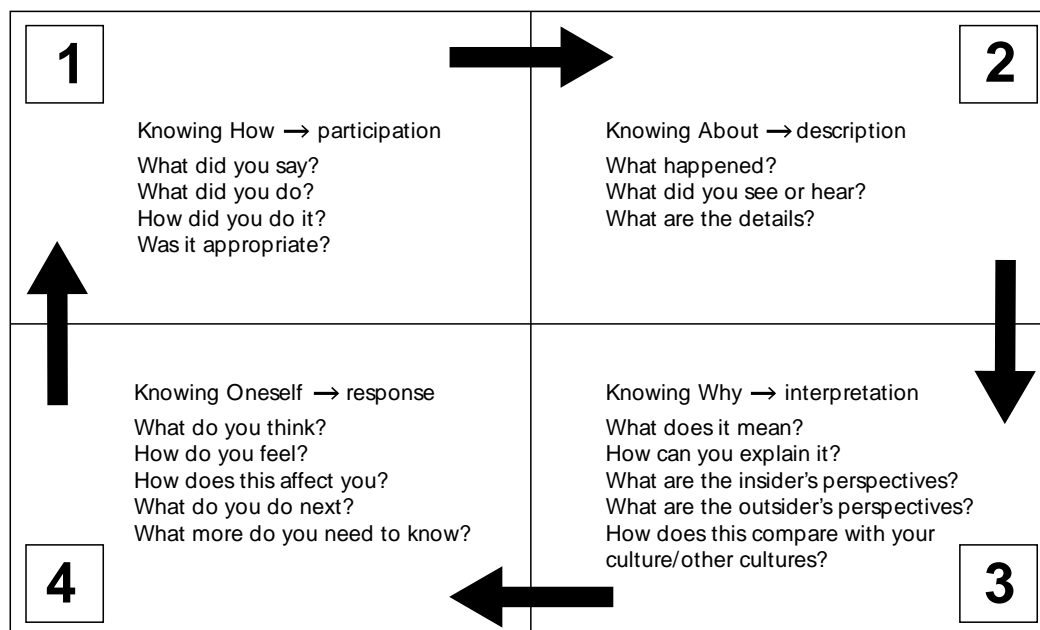 1
Knowing How → participation
What did you say?
What did you do?
How did you do it?
Was it appropriate?
2
Knowing About → description
What happened?
What did you see or hear?
What are the details?
3
Knowing Why → interpretation
What does it mean?
How can you explain it?
What are the insider’s perspectives?
What are the outsider’s perspectives?
How does this compare with your
culture/other cultures?
4
Knowing Oneself → response
What do you think?
How do you feel?
How does this affect you?
What do you do next?
What more do you need to know?